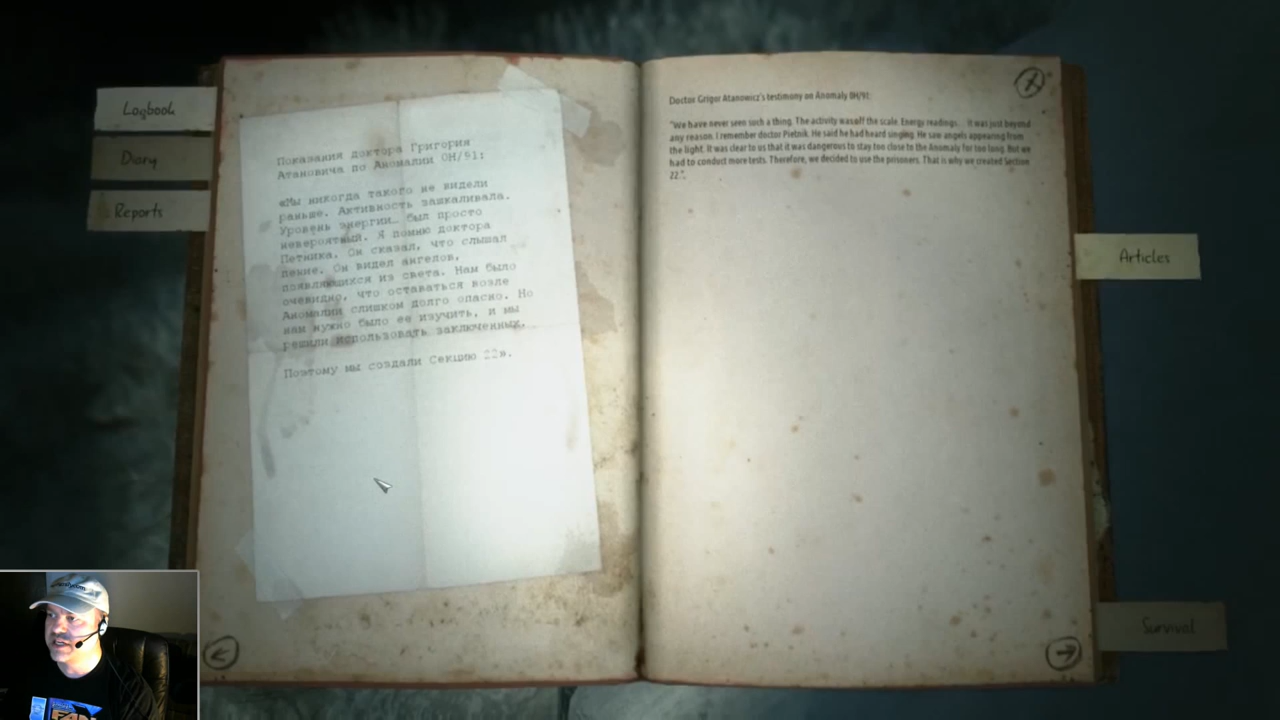 Logbook
Diary
Reports
Показания доктора Григория
Атановича по Аномалии 0H/91:
«Мы никогда такого не видели
раньше. Активность зашкаливала.
Уровень энергии… был просто
невероятный. Я помню доктора
Петника. Он сказал, что слышал
пение. Он видел ангелов,
появляющихся из света. Нам было
очевидно, что оставаться возле
Аномалии слишком долго опасно. Но
нам нужно было ее изучить, и мы
решили использовать заключенных.
Поэтому мы создали Секцию 22».
Doctor Grigor Atanowicz's testimony on Anomaly 0H/91:
"We have never seen such a thing. The activity was off the scale. Energy readings... It was just beyond
any reason. I remember doctor Pietnik. He said he had heard singing. He saw angels appearing from
the light. It was clear to us that it was dangerous to stay too close to the Anomaly for too long. But we
had to conduct more tests. Therefore, we decided to use the prisoners. That is why we created Section
22.".
Articles
Survival